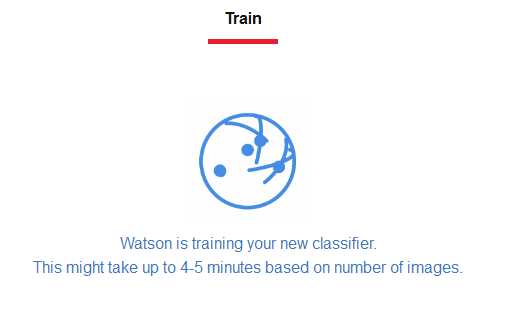 Train
Watson is training your new classifier.
This might take up to 4-5 minutes based on number of images.